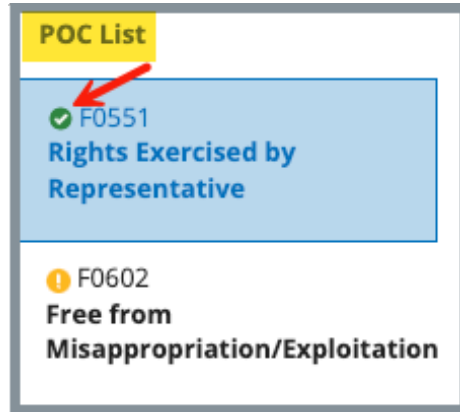 POC List
F0551
Rights Exercised by
Representative
F0602
Free from
Misappropriation/Exploitation